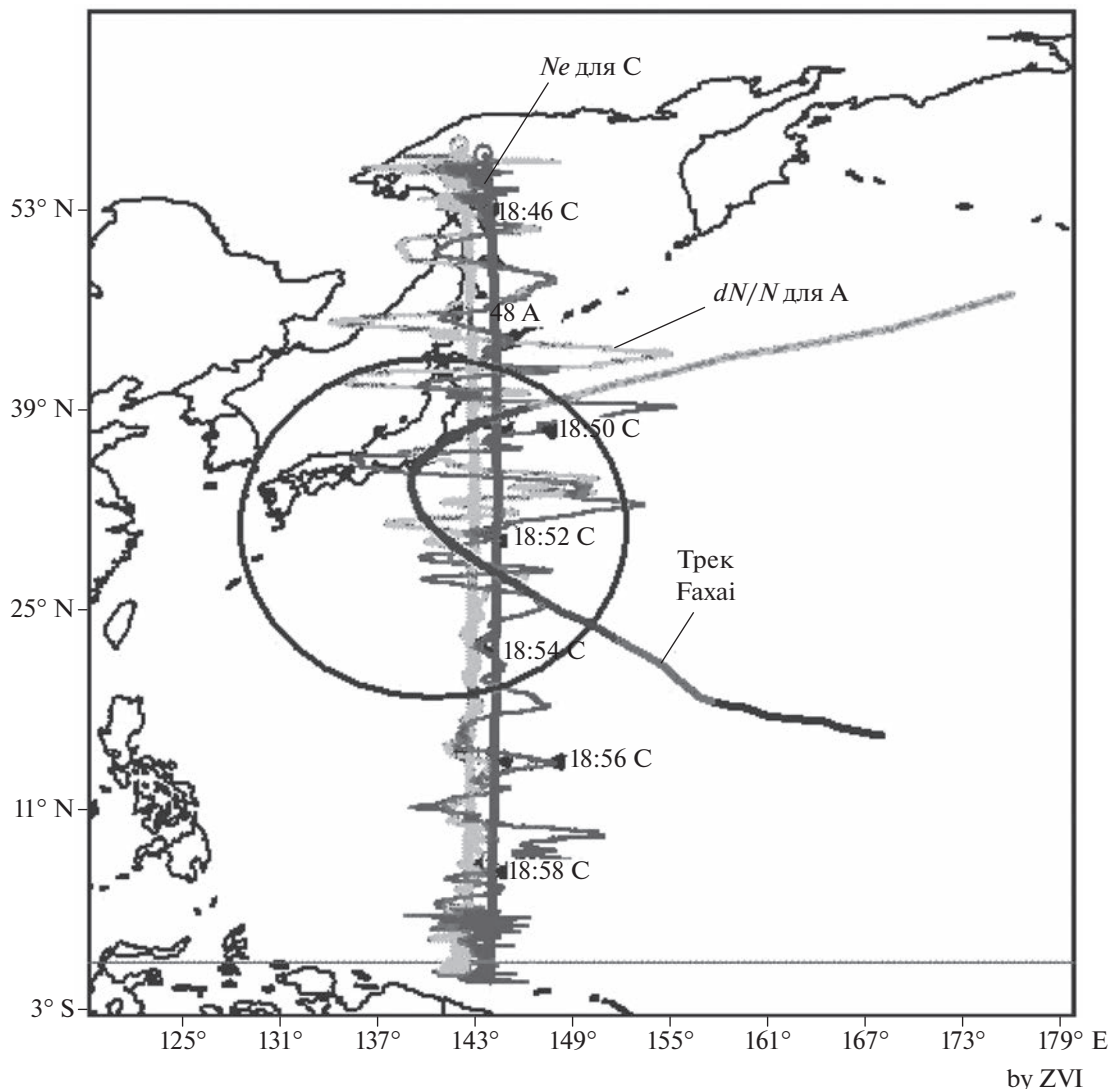 Ne для C
53° N
18:46 C
dN/N для A
48 A
39° N
18:50 C
18:52 C
Трек
Faxai
25° N
18:54 C
18:56 C
11° N
18:58 C
3° S
125° 131° 137° 143° 149° 155° 161° 167° 173° 179° E
by ZVI